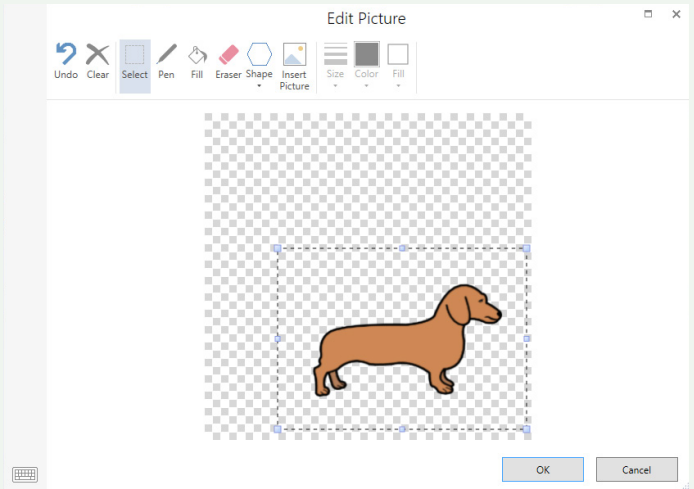 Edit Picture
Undo
Clear
Select
Pen
Fill
Eraser
Shape
Insert
Picture
Size
Color
Fill
OK
Cancel